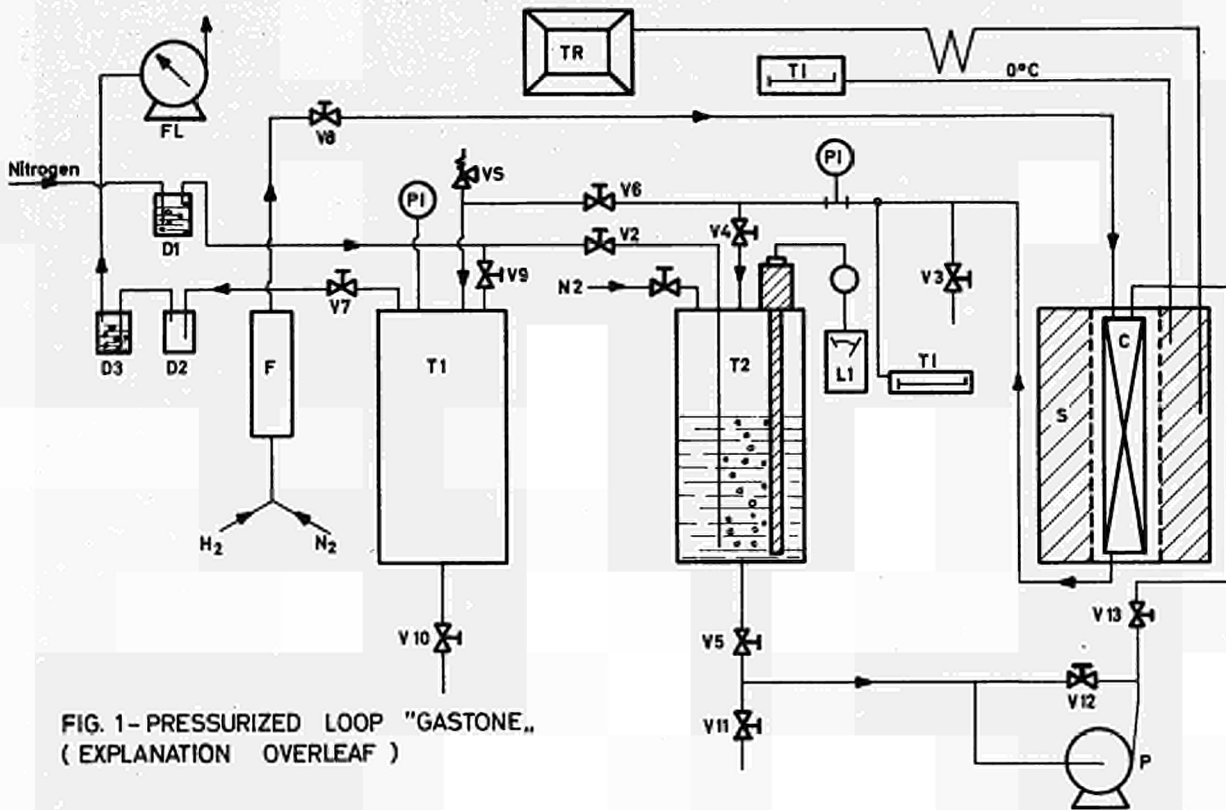 TR
TI
0°C
FL
V8
Nitrogen
D1
VS
PI
V6
PI
V2
V4
V9
N2
V3
V7
D3
D2
F
T1
T2
L1
TI
C
S
H2
N2
V10
V5
V13
V12
V11
P
FIG. 1- PRESSURIZED LOOP "GASTONE„
( EXPLANATION OVERLEAF )